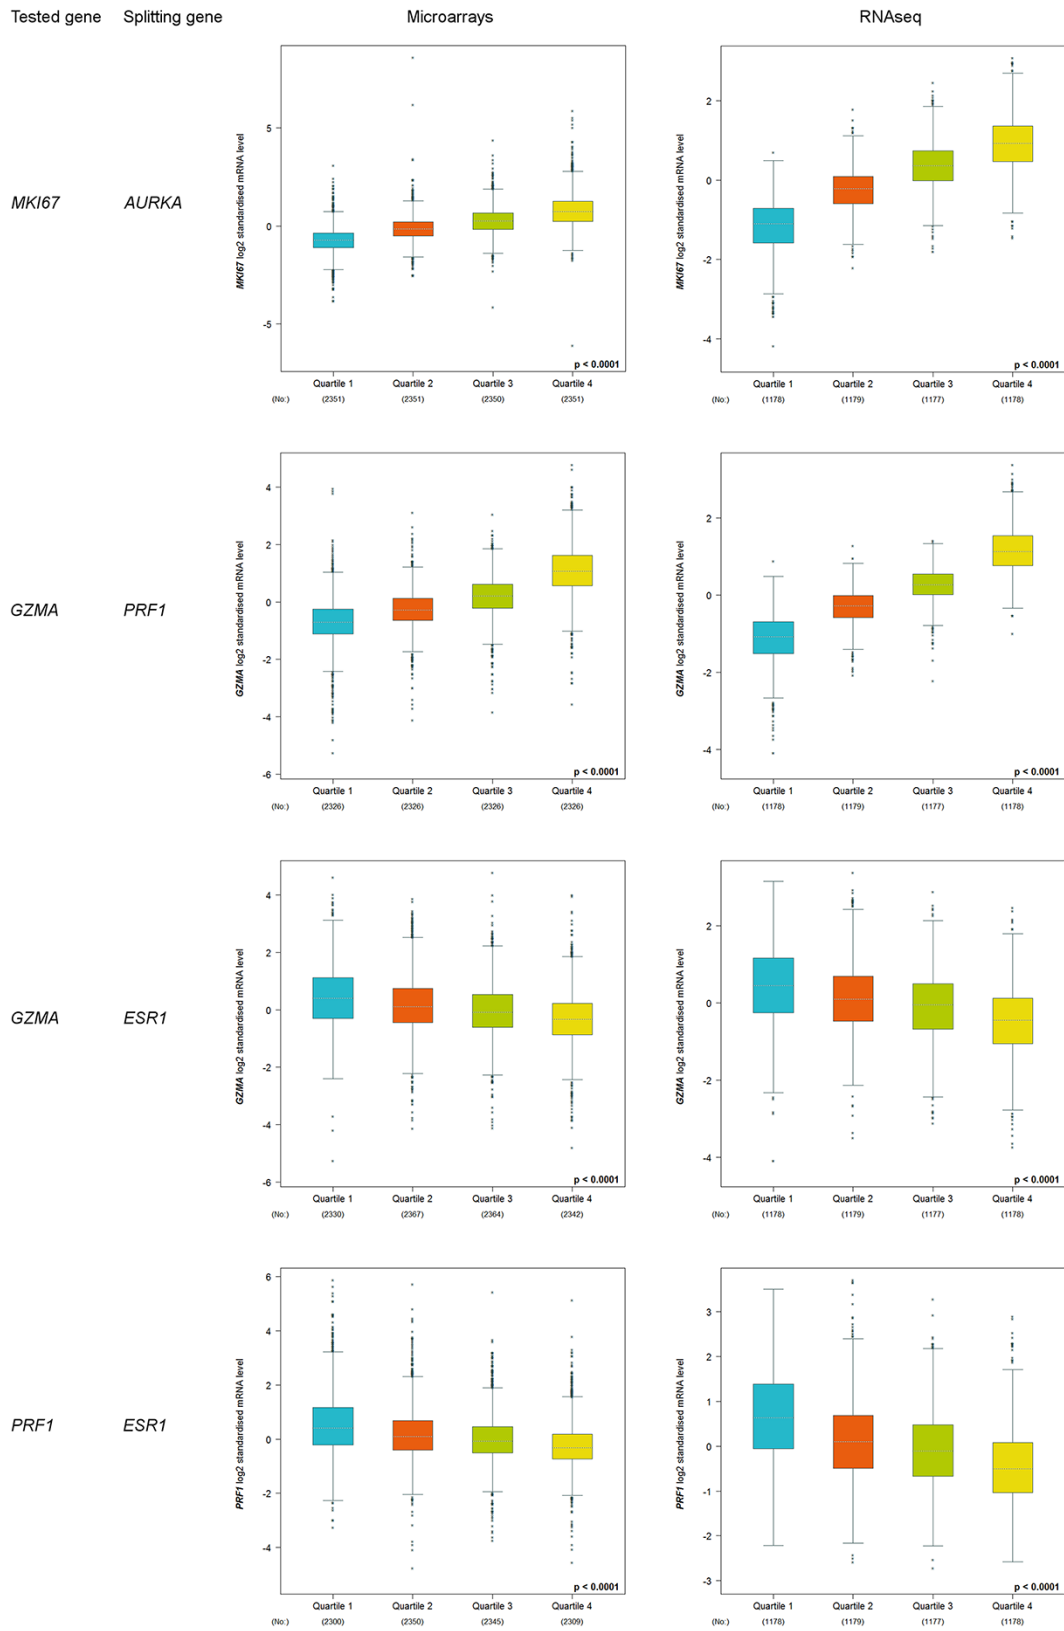 Tested gene Splitting gene Microarrays RNAseq
MKI67 AURKA
MKI67 log2 standardised mRNA level
5
0
-5
p < 0.0001
Quartile 1 Quartile 2 Quartile 3 Quartile 4
(No:) (2351) (2351) (2350) (2351)
MKI67 log2 standardised mRNA level
2
0
-2
-4
p < 0.0001
Quartile 1 Quartile 2 Quartile 3 Quartile 4
(No:) (1178) (1179) (1177) (1178)
GZMA PRF1
GZMA log2 standardised mRNA level
4
2
0
-2
-4
-6
p < 0.0001
Quartile 1 Quartile 2 Quartile 3 Quartile 4
(No:) (2326) (2326) (2326) (2326)
GZMA log2 standardised mRNA level
2
0
-2
-4
p < 0.0001
Quartile 1 Quartile 2 Quartile 3 Quartile 4
(No:) (1178) (1179) (1177) (1178)
GZMA ESR1
GZMA log2 standardised mRNA level
4
2
0
-2
-4
-6
p < 0.0001
Quartile 1 Quartile 2 Quartile 3 Quartile 4
(No:) (2330) (2367) (2364) (2342)
GZMA log2 standardised mRNA level
2
0
-2
-4
p < 0.0001
Quartile 1 Quartile 2 Quartile 3 Quartile 4
(No:) (1178) (1179) (1177) (1178)
PRF1 ESR1
PRF1 log2 standardised mRNA level
6
4
2
0
-2
-4
p < 0.0001
Quartile 1 Quartile 2 Quartile 3 Quartile 4
(No:) (2300) (2350) (2345) (2309)
PRF1 log2 standardised mRNA level
3
2
1
0
-1
-2
-3
p < 0.0001
Quartile 1 Quartile 2 Quartile 3 Quartile 4
(No:) (1178) (1179) (1177) (1178)